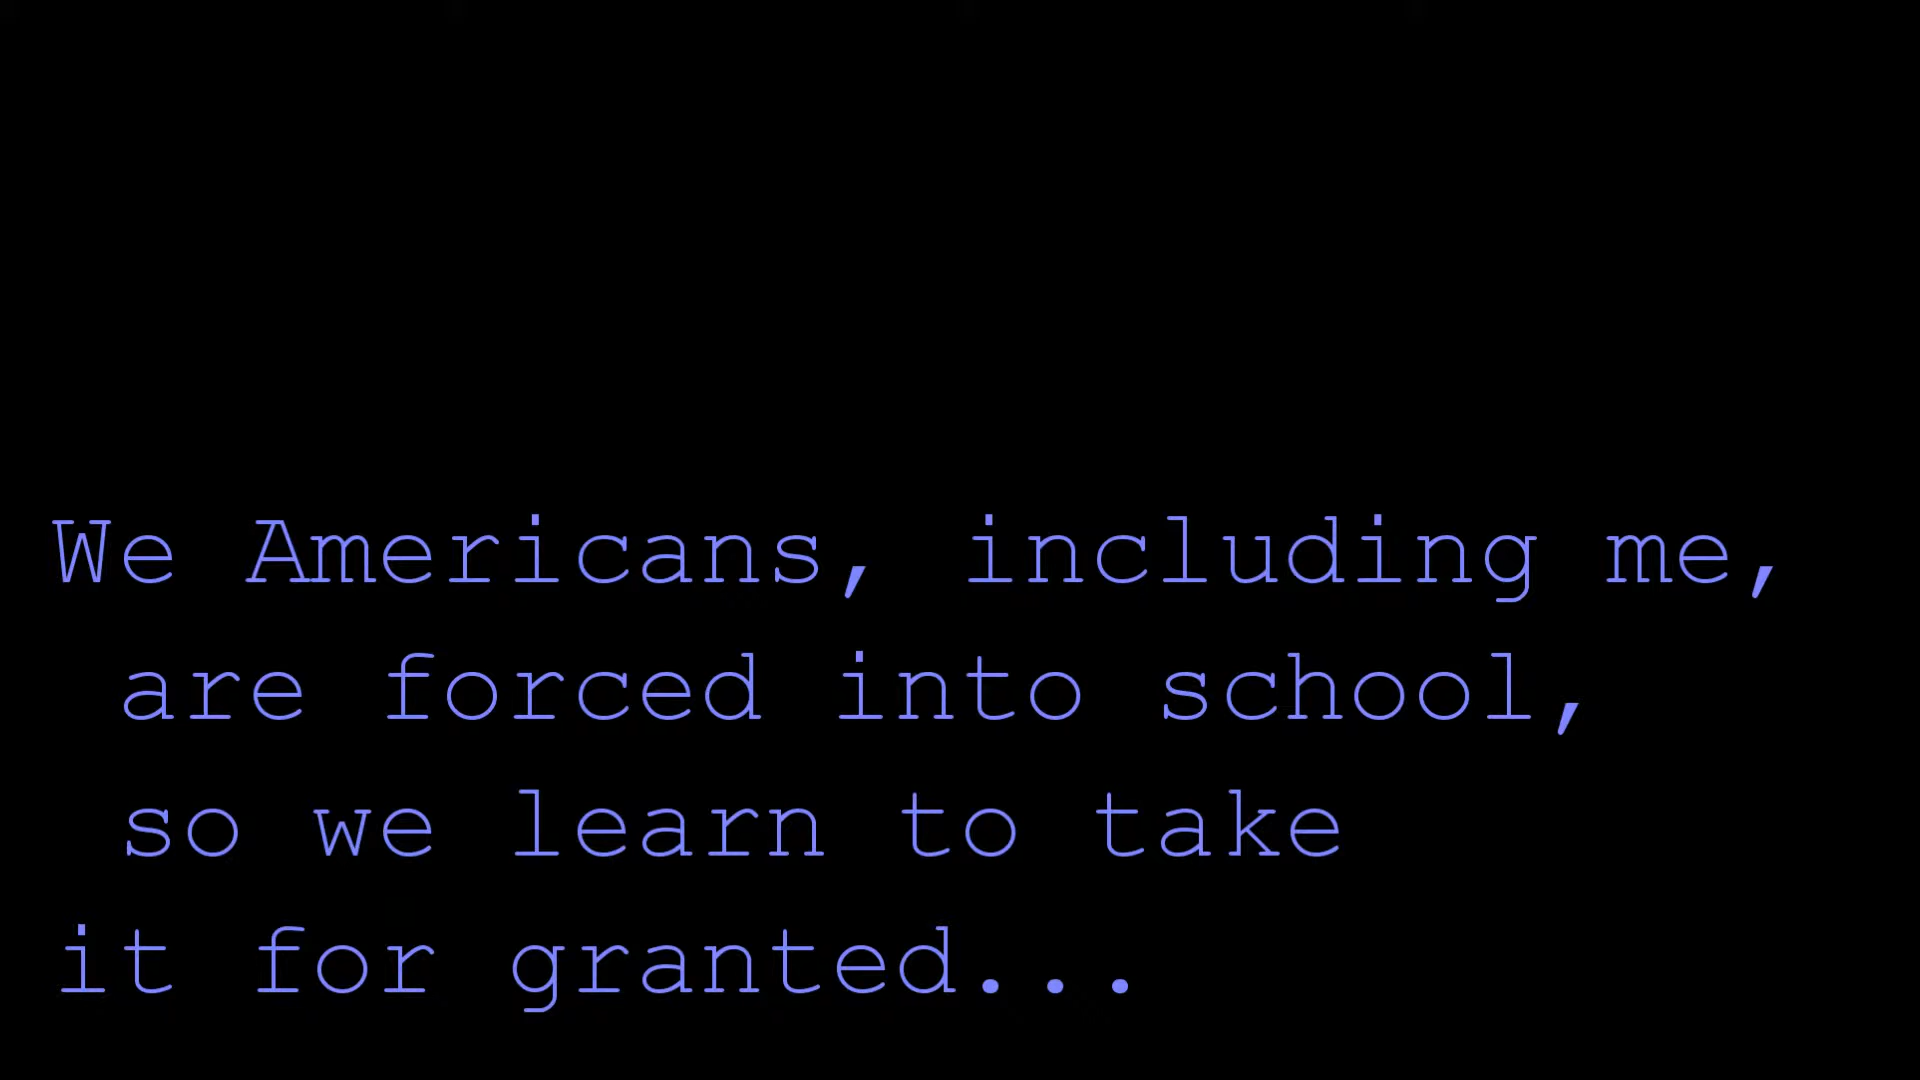 We Americans, including me,
are forced into school,
so we learn to take
it for granted...